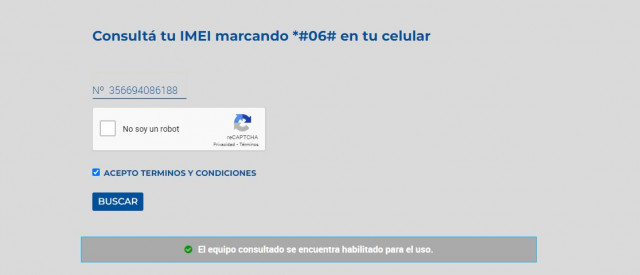 Consultá tu IMEI marcando *#06# en tu celular
Nº 356694086188
No soy un robot
reCAPTCHA
Privacidad - Términos
ACEPTO TERMINOS Y CONDICIONES
BUSCAR
El equipo consultado se encuentra habilitado para el uso.